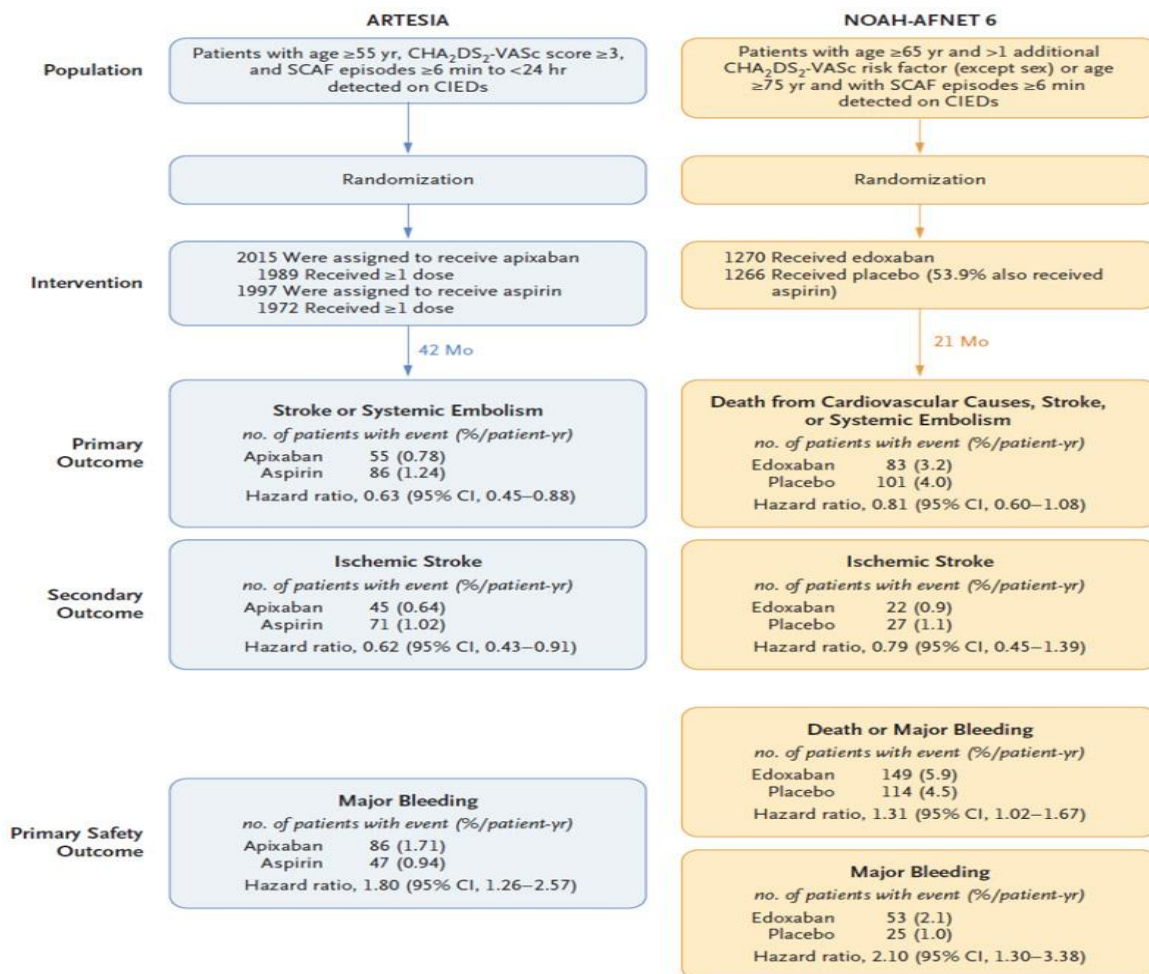 ARTESIA
NOAH-AFNET 6
Population
Patients with age ≥55 yr, CHA₂DS₂-VASc score ≥3,
and SCAF episodes ≥6 min to <24 hr
detected on CIEDs
Patients with age ≥65 yr and >1 additional
CHA₂DS₂-VASc risk factor (except sex) or age
≥75 yr and with SCAF episodes ≥6 min
detected on CIEDs
Randomization
Randomization
Intervention
2015 Were assigned to receive apixaban
1989 Received ≥1 dose
1997 Were assigned to receive aspirin
1972 Received ≥1 dose
1270 Received edoxaban
1266 Received placebo (53.9% also received
aspirin)
42 Mo
21 Mo
Primary
Outcome
Stroke or Systemic Embolism
no. of patients with event (%/patient-yr)
Apixaban 55 (0.78)
Aspirin 86 (1.24)
Hazard ratio, 0.63 (95% CI, 0.45–0.88)
Death from Cardiovascular Causes, Stroke,
or Systemic Embolism
no. of patients with event (%/patient-yr)
Edoxaban 83 (3.2)
Placebo 101 (4.0)
Hazard ratio, 0.81 (95% CI, 0.60–1.08)
Secondary
Outcome
Ischemic Stroke
no. of patients with event (%/patient-yr)
Apixaban 45 (0.64)
Aspirin 71 (1.02)
Hazard ratio, 0.62 (95% CI, 0.43–0.91)
Ischemic Stroke
no. of patients with event (%/patient-yr)
Edoxaban 22 (0.9)
Placebo 27 (1.1)
Hazard ratio, 0.79 (95% CI, 0.45–1.39)
Primary Safety
Outcome
Major Bleeding
no. of patients with event (%/patient-yr)
Apixaban 86 (1.71)
Aspirin 47 (0.94)
Hazard ratio, 1.80 (95% CI, 1.26–2.57)
Death or Major Bleeding
no. of patients with event (%/patient-yr)
Edoxaban 149 (5.9)
Placebo 114 (4.5)
Hazard ratio, 1.31 (95% CI, 1.02–1.67)
Major Bleeding
no. of patients with event (%/patient-yr)
Edoxaban 53 (2.1)
Placebo 25 (1.0)
Hazard ratio, 2.10 (95% CI, 1.30–3.38)